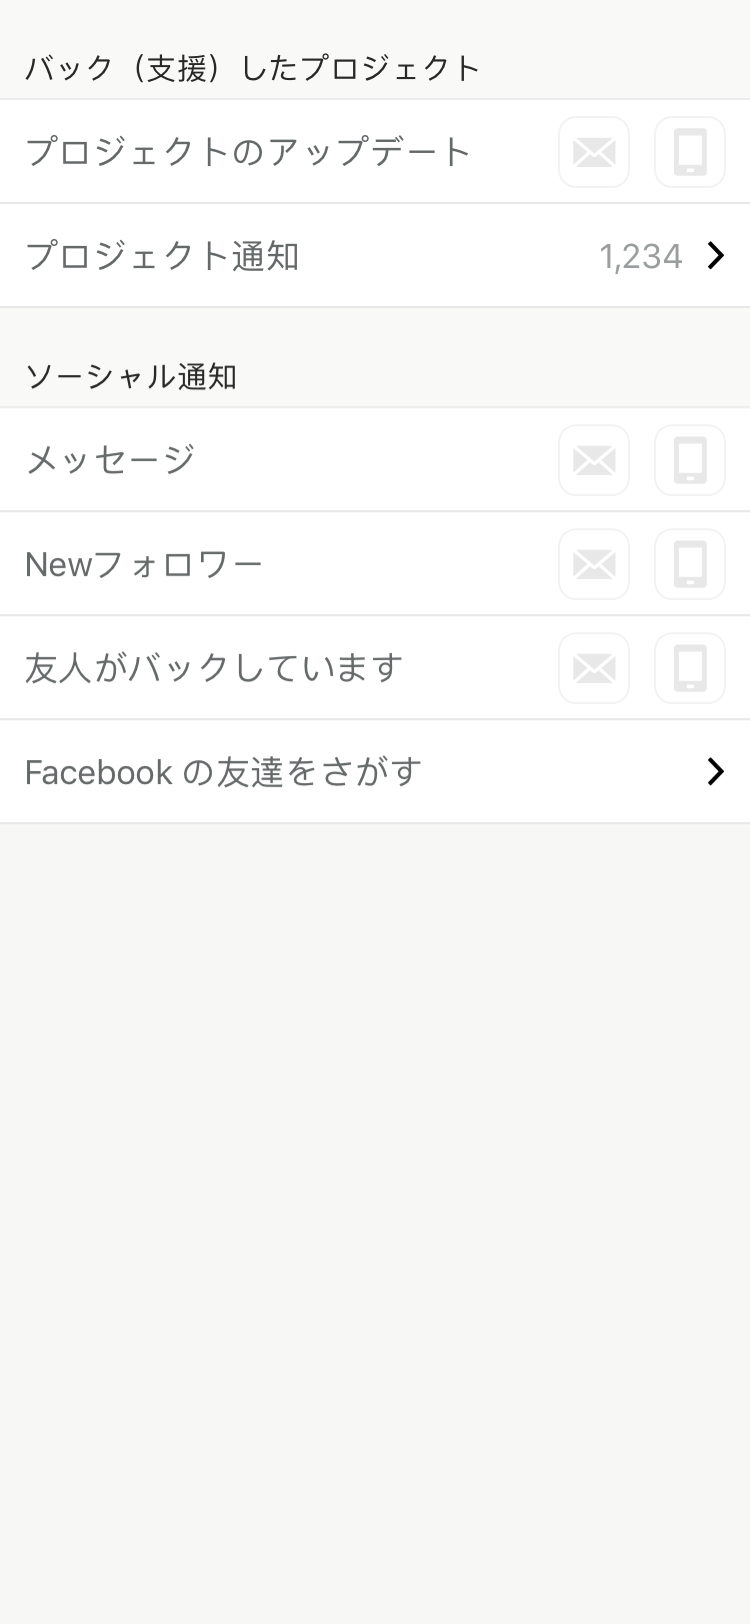 バック（支援）したプロジェクト
プロジェクトのアップデート
プロジェクト通知 1,234
ソーシャル通知
メッセージ
Newフォロワー
友人がバックしています
Facebook の友達をさがす